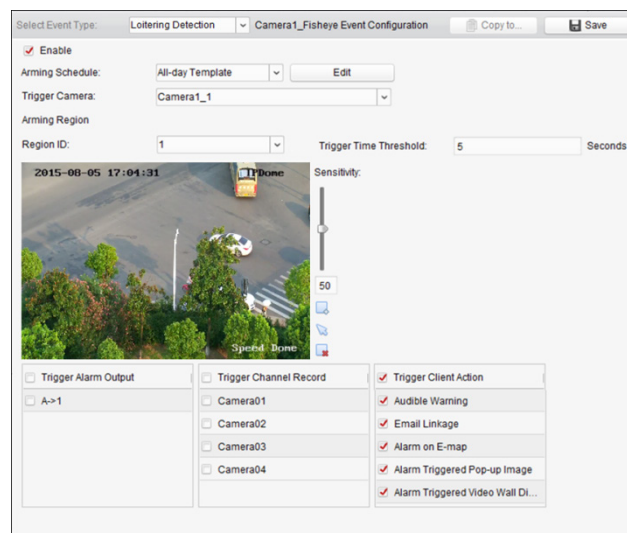 Select Event Type: Loitering Detection Camera1_Fisheye Event Configuration Copy to... Save
Enable
Arming Schedule: All-day Template Edit
Trigger Camera: Camera1_1
Arming Region
Region ID: 1 Trigger Time Threshold: 5 Seconds
2015-08-05 17:04:31 IPDome Sensitivity:
50
Speed Dome
Trigger Alarm Output Trigger Channel Record Trigger Client Action
A->1 Camera01 Audible Warning
Camera02 Email Linkage
Camera03 Alarm on E-map
Camera04 Alarm Triggered Pop-up Image
Alarm Triggered Video Wall Di...